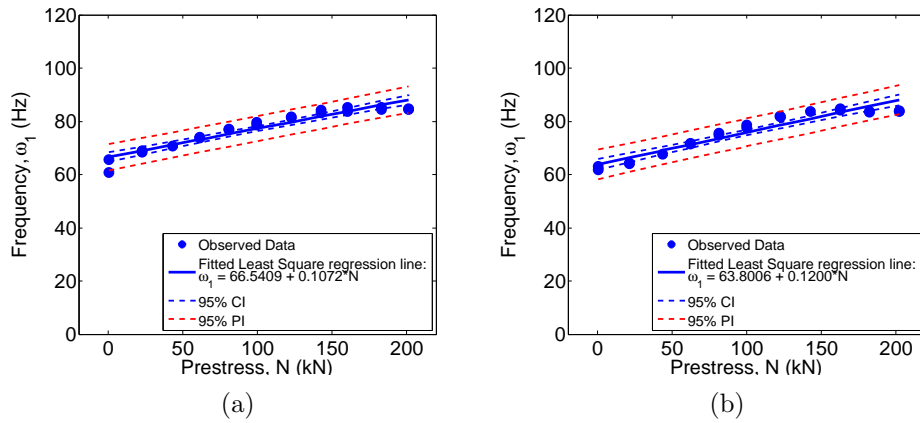 120
100
80
60
40
20
0
Frequency, ω₁ (Hz)
Observed Data
Fitted Least Square regression line:
ω₁ = 66.5409 + 0.1072*N
95% CI
95% PI
0 50 100 150 200
Prestress, N (kN)
(a)
120
100
80
60
40
20
0
Frequency, ω₁ (Hz)
Observed Data
Fitted Least Square regression line:
ω₁ = 63.8006 + 0.1200*N
95% CI
95% PI
0 50 100 150 200
Prestress, N (kN)
(b)